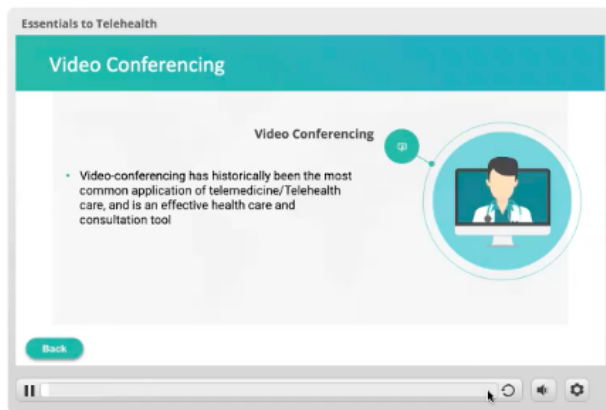 Essentials to Telehealth
Video Conferencing
Video Conferencing
• Video-conferencing has historically been the most
common application of telemedicine/Telehealth
care, and is an effective health care and
consultation tool
Back